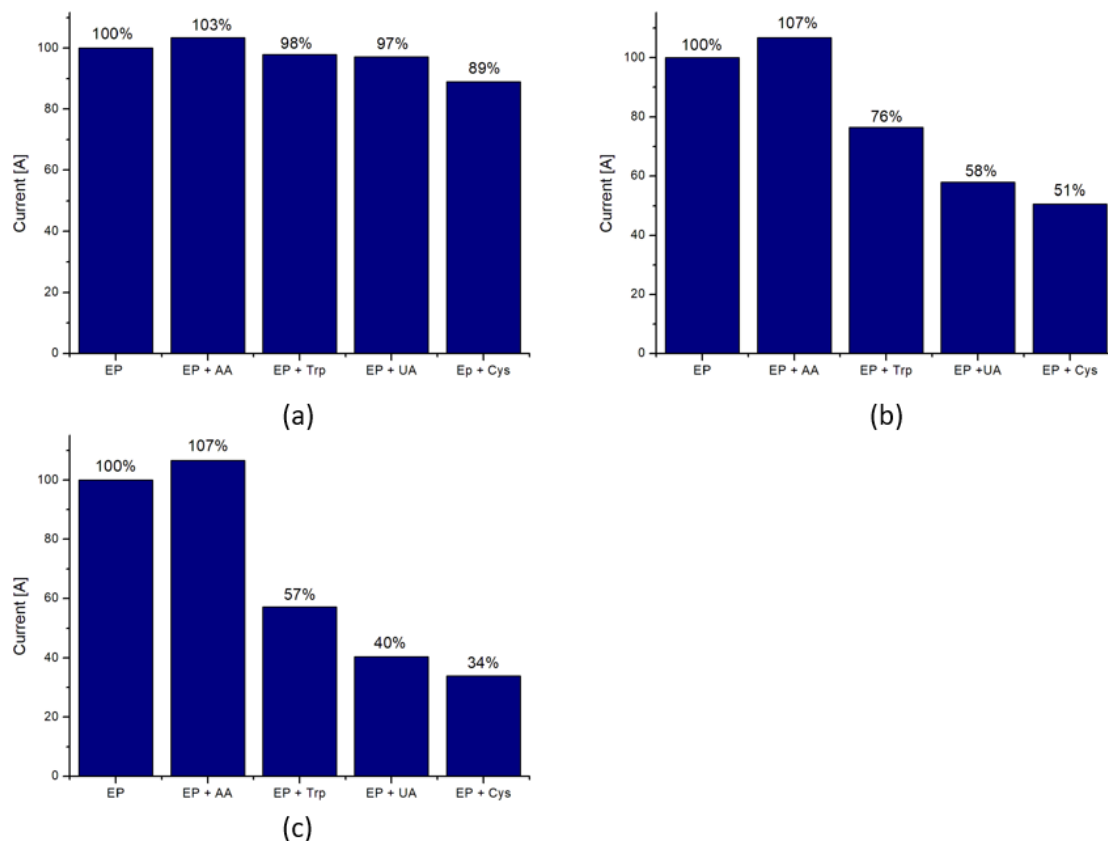 100%
103%
98%
97%
89%
Current [A]
100
80
60
40
20
0
EP
EP + AA
EP + Trp
EP + UA
Ep + Cys
(a)
100%
107%
76%
58%
51%
Current [A]
100
80
60
40
20
0
EP
EP + AA
EP + Trp
EP +UA
EP + Cys
(b)
100%
107%
57%
40%
34%
Current [A]
100
80
60
40
20
0
EP
EP + AA
EP + Trp
EP + UA
EP + Cys
(c)